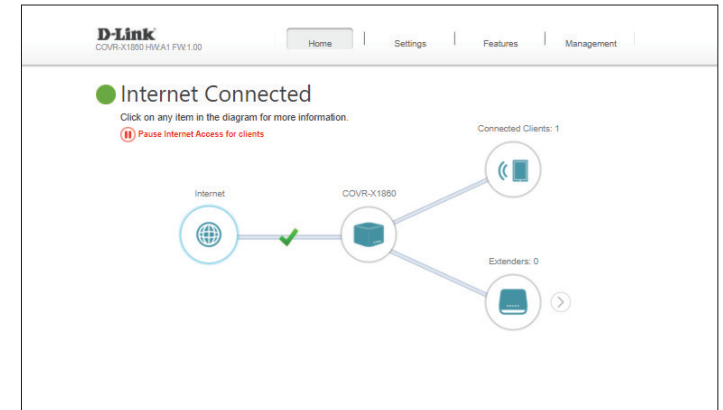 D-Link
COVR-X1860 HW:A1 FW:1.00
Home
Settings
Features
Management
Internet Connected
Click on any item in the diagram for more information.
Pause Internet Access for clients
Connected Clients: 1
Internet
COVR-X1860
Extenders: 0